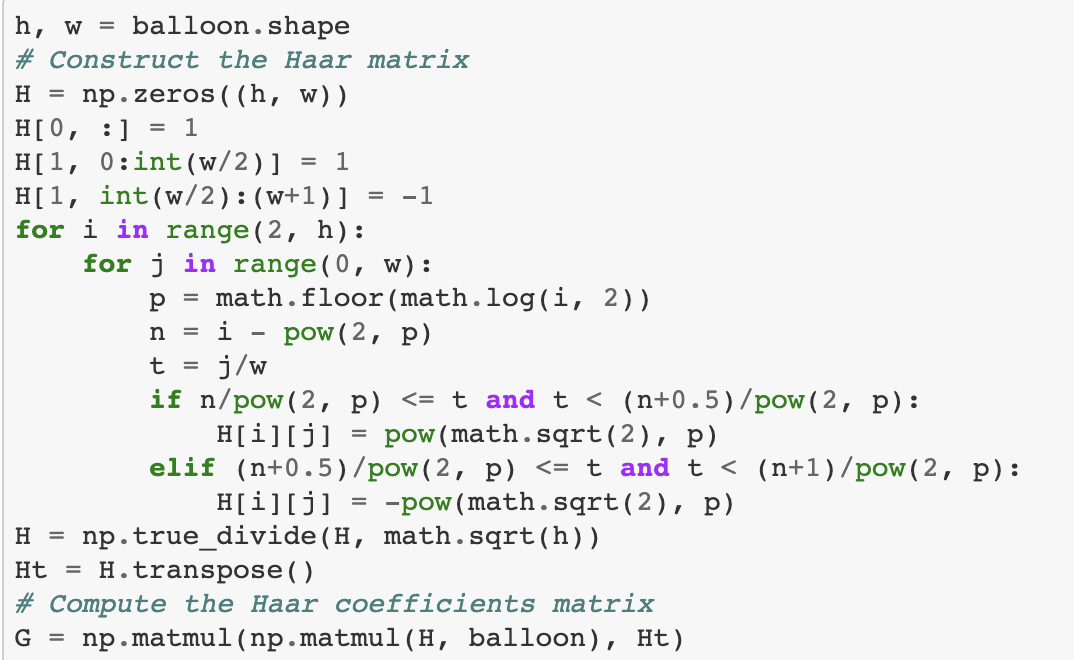 h, w = balloon.shape
# Construct the Haar matrix
H = np.zeros((h, w))
H[0, :] = 1
H[1, 0:int(w/2)] = 1
H[1, int(w/2):(w+1)] = -1
for i in range(2, h):
    for j in range(0, w):
        p = math.floor(math.log(i, 2))
        n = i - pow(2, p)
        t = j/w
        if n/pow(2, p) <= t and t < (n+0.5)/pow(2, p):
            H[i][j] = pow(math.sqrt(2), p)
        elif (n+0.5)/pow(2, p) <= t and t < (n+1)/pow(2, p):
            H[i][j] = -pow(math.sqrt(2), p)
H = np.true_divide(H, math.sqrt(h))
Ht = H.transpose()
# Compute the Haar coefficients matrix
G = np.matmul(np.matmul(H, balloon), Ht)